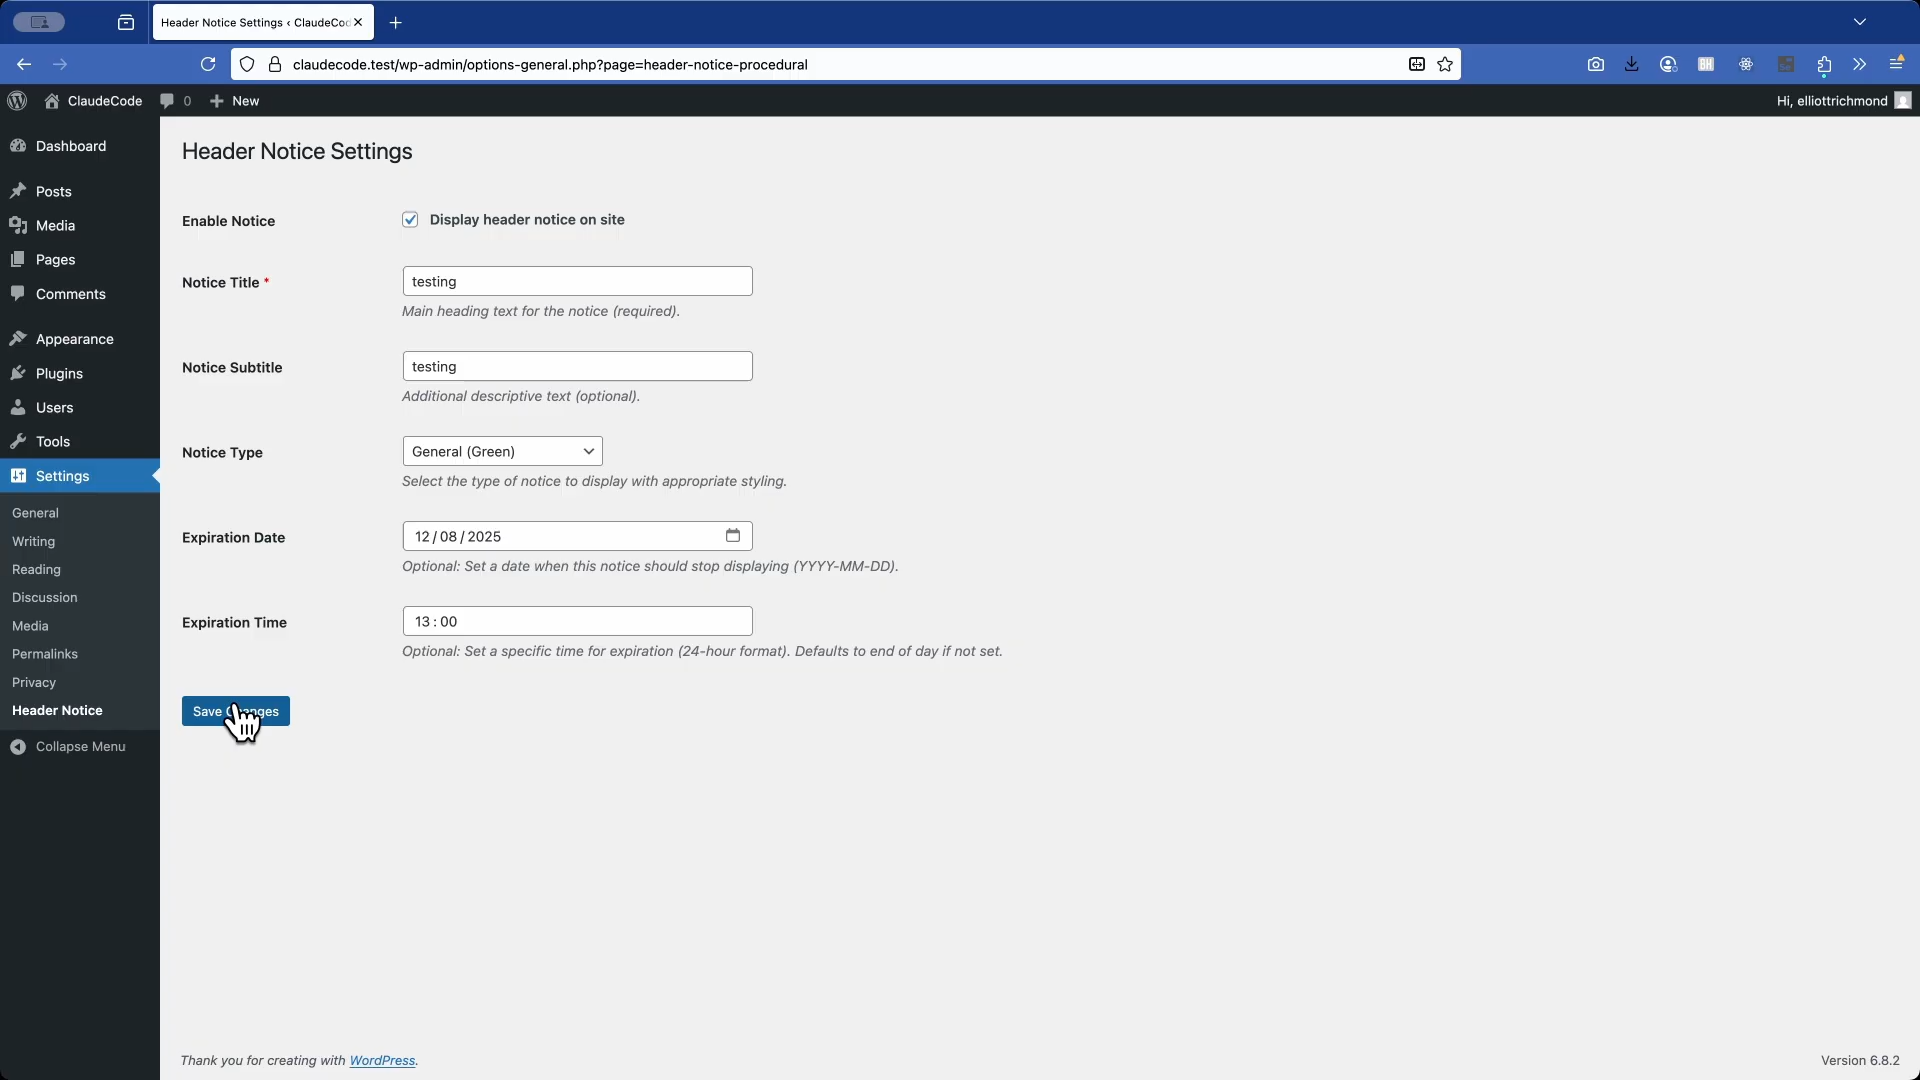 Header Notice Settings ‹ ClaudeCod
claudecode.test/wp-admin/options-general.php?page=header-notice-procedural
BH
ClaudeCode
0
New
Hi, elliottrichmond
Dashboard
Posts
Media
Pages
Comments
Appearance
Plugins
Users
Tools
Settings
General
Writing
Reading
Discussion
Media
Permalinks
Privacy
Header Notice
Collapse Menu
Header Notice Settings
Enable Notice
Display header notice on site
Notice Title *
testing
Main heading text for the notice (required).
Notice Subtitle
testing
Additional descriptive text (optional).
Notice Type
General (Green)
Select the type of notice to display with appropriate styling.
Expiration Date
12/08/2025
Optional: Set a date when this notice should stop displaying (YYYY-MM-DD).
Expiration Time
13:00
Optional: Set a specific time for expiration (24-hour format). Defaults to end of day if not set.
Save Changes
Thank you for creating with WordPress.
Version 6.8.2